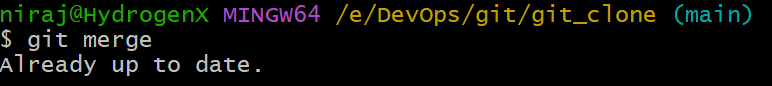 niraj@HydrogenX MINGW64 /e/DevOps/git/git_clone (main)
$ git merge
Already up to date.